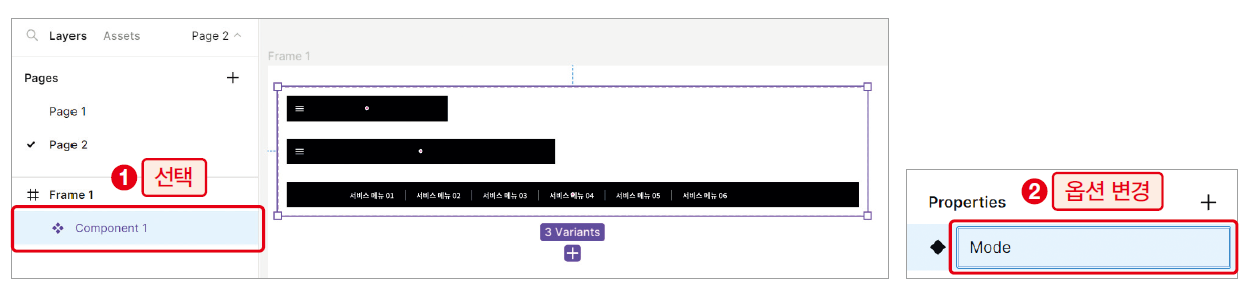 Layers Assets Page 2
Pages
Page 1
Page 2
1 선택
Frame 1
Component 1
Frame 1
서비스 메뉴 01 서비스 메뉴 02 서비스 메뉴 03 서비스 메뉴 04 서비스 메뉴 05 서비스 메뉴 06
3 Variants
Properties
2 옵션 변경
Mode